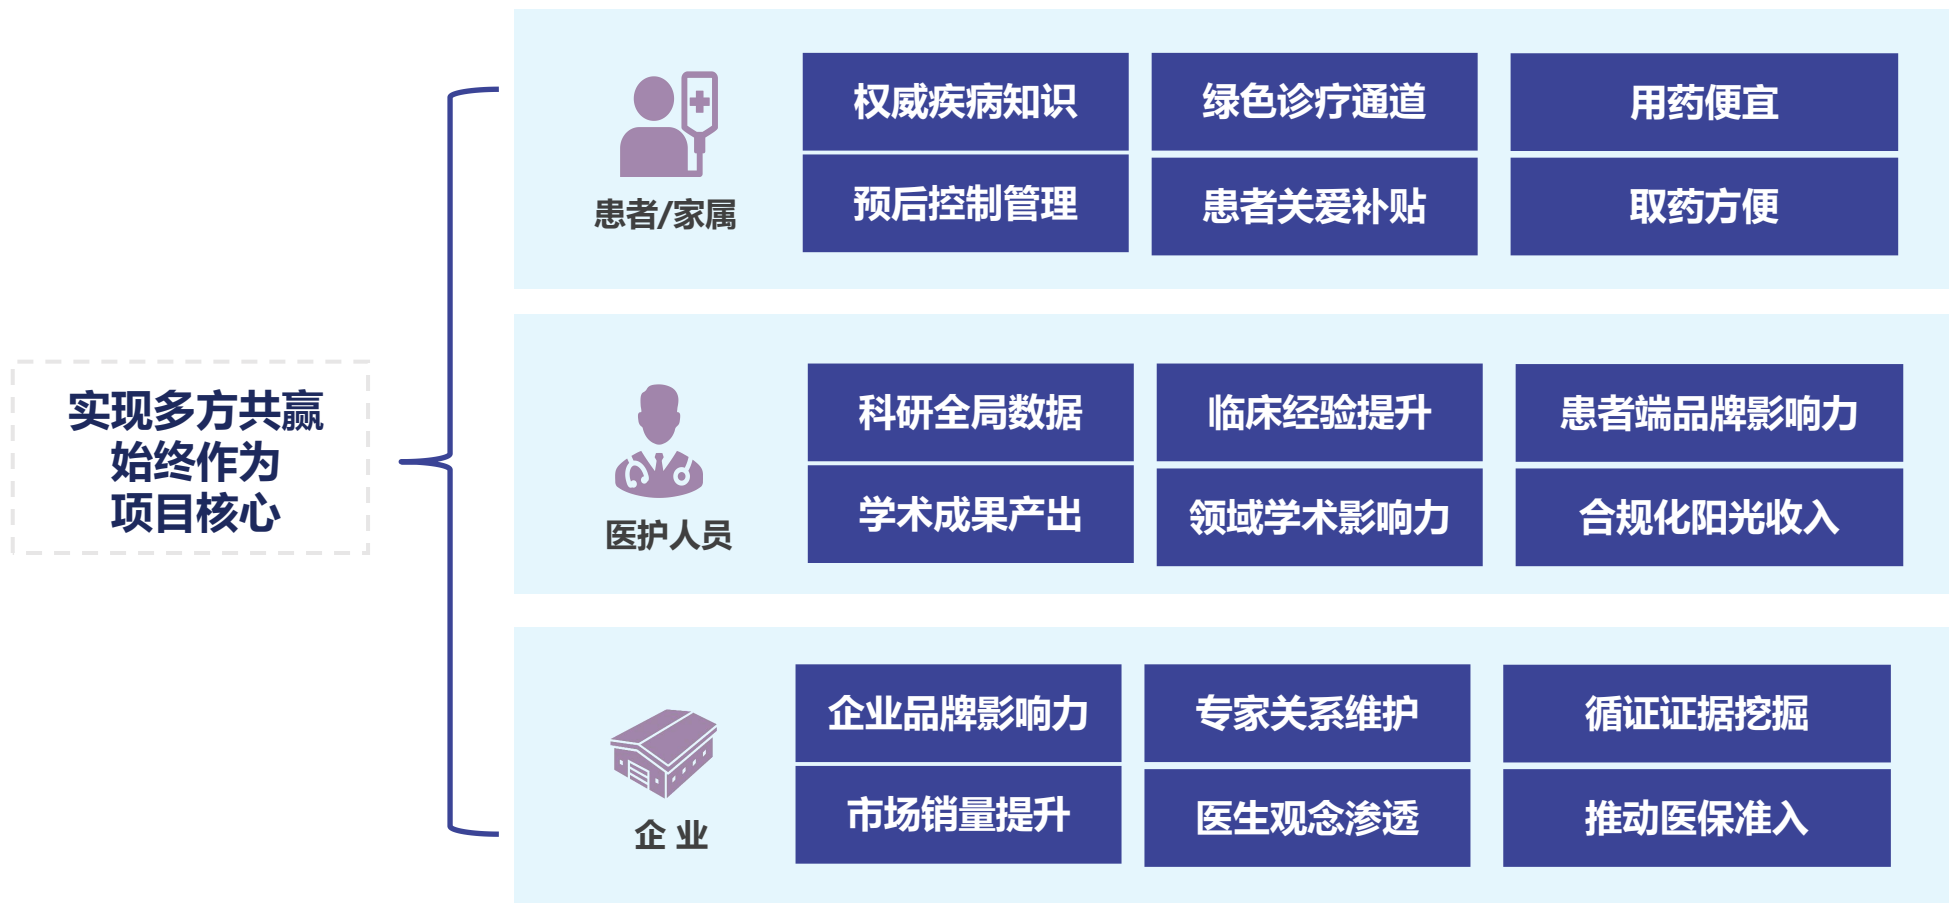 实现多方共赢
始终作为
项目核心
患者/家属
权威疾病知识
绿色诊疗通道
用药便宜
预后控制管理
患者关爱补贴
取药方便
医护人员
科研全局数据
临床经验提升
患者端品牌影响力
学术成果产出
领域学术影响力
合规化阳光收入
企 业
企业品牌影响力
专家关系维护
循证证据挖掘
市场销量提升
医生观念渗透
推动医保准入